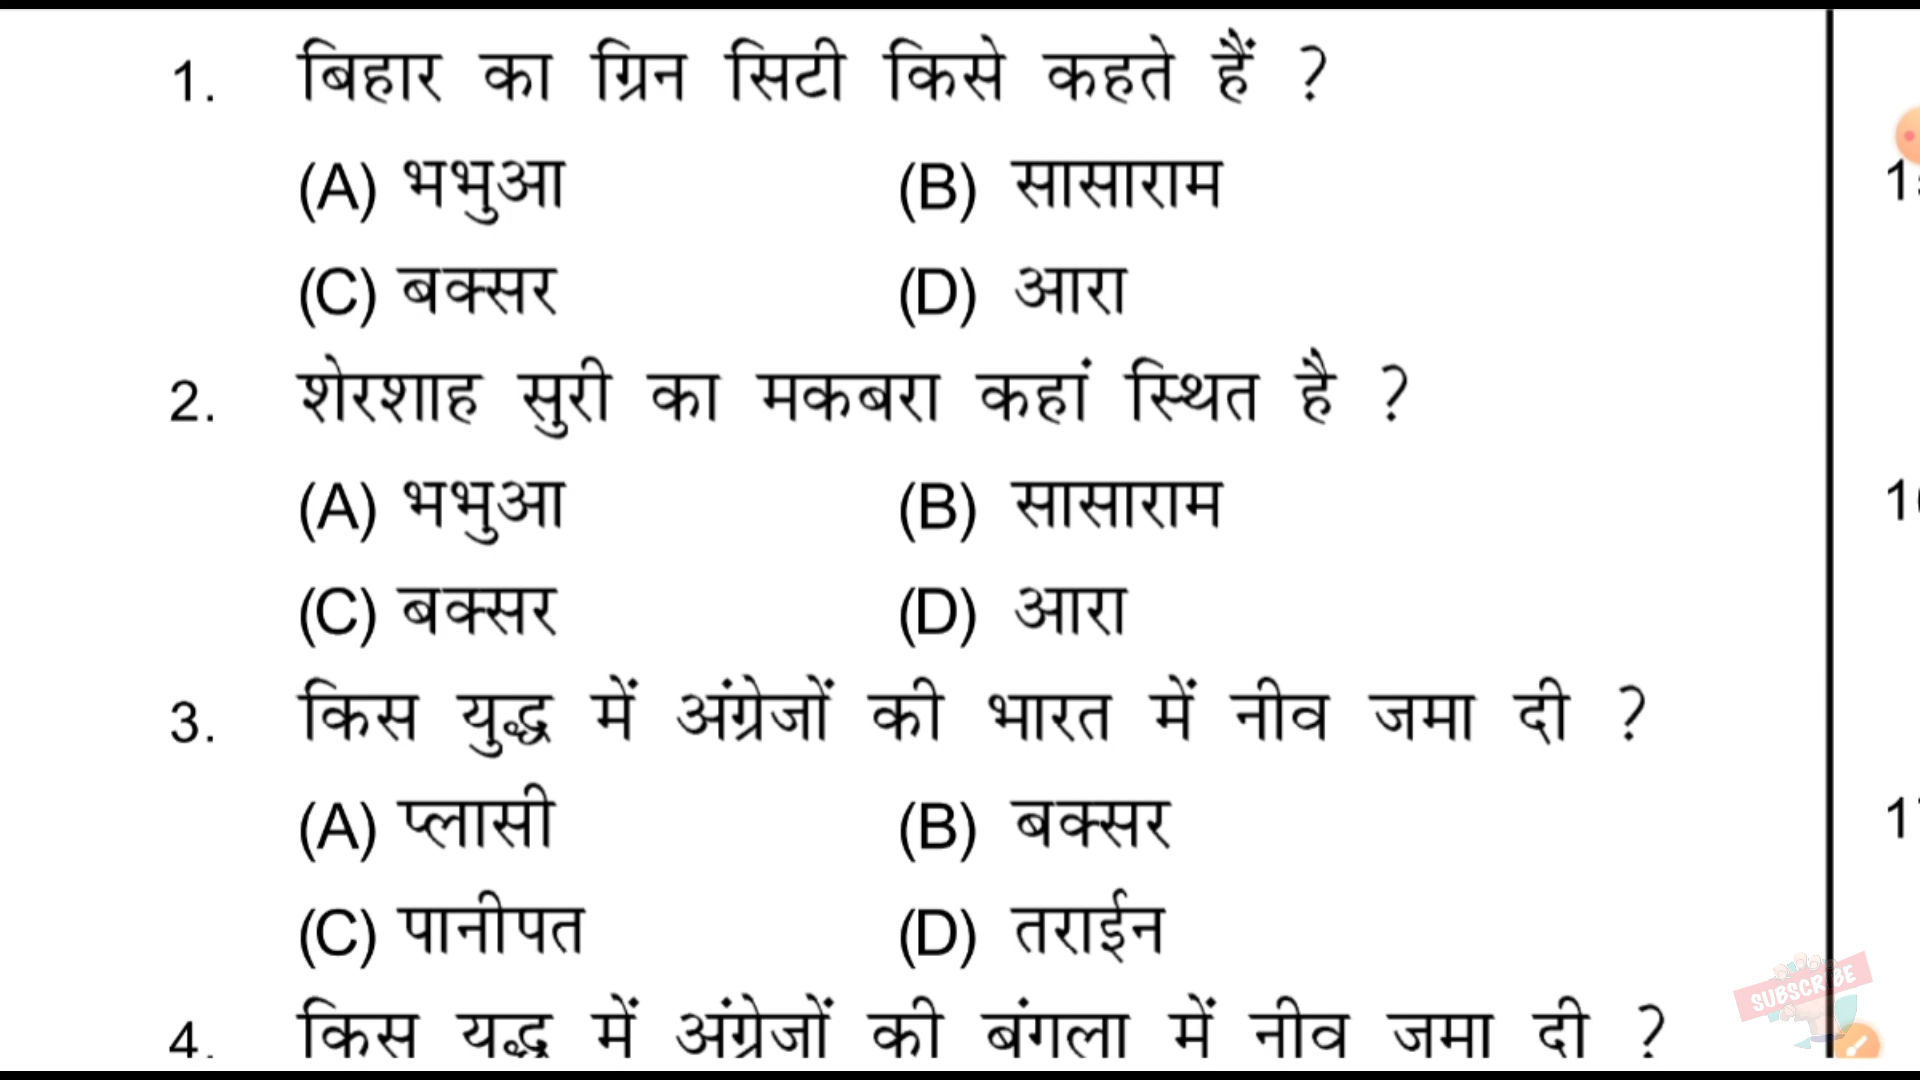 1. बिहार का ग्रिन सिटी किसे कहते हैं ?
(A) भभुआ (B) सासाराम
(C) बक्सर (D) आरा
2. शेरशाह सुरी का मकबरा कहां स्थित है ?
(A) भभुआ (B) सासाराम
(C) बक्सर (D) आरा
3. किस युद्ध में अंग्रेजों की भारत में नीव जमा दी ?
(A) प्लासी (B) बक्सर
(C) पानीपत (D) तराईन
4. किस युद्ध में अंग्रेजों की बंगला में नीव जमा दी ?
SUBSCRIBE